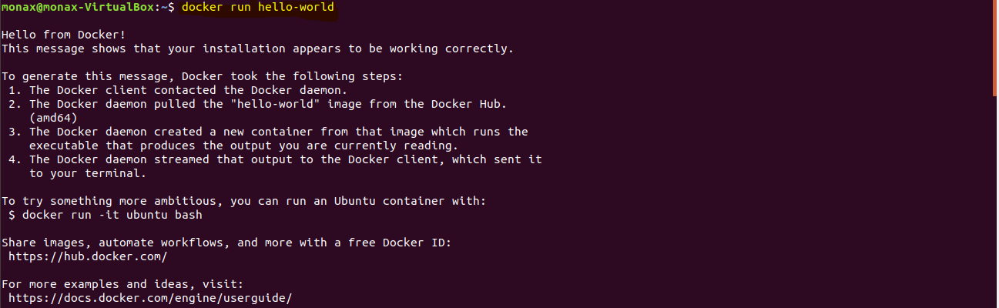 monax@monax-VirtualBox:~$ docker run hello-world
Hello from Docker!
This message shows that your installation appears to be working correctly.
To generate this message, Docker took the following steps:
1. The Docker client contacted the Docker daemon.
2. The Docker daemon pulled the "hello-world" image from the Docker Hub.
(amd64)
3. The Docker daemon created a new container from that image which runs the
executable that produces the output you are currently reading.
4. The Docker daemon streamed that output to the Docker client, which sent it
to your terminal.
To try something more ambitious, you can run an Ubuntu container with:
$ docker run -it ubuntu bash
Share images, automate workflows, and more with a free Docker ID:
https://hub.docker.com/
For more examples and ideas, visit:
https://docs.docker.com/engine/userguide/